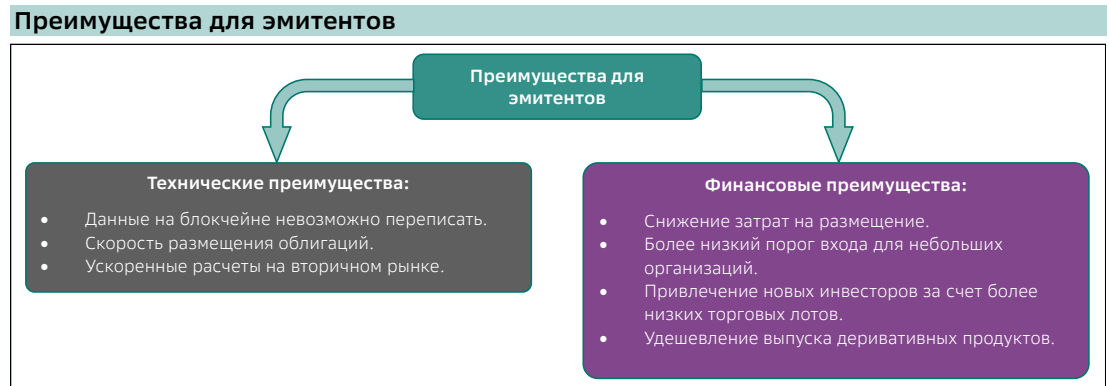 Преимущества для эмитентов
Преимущества для
эмитентов
Технические преимущества:
• Данные на блокчейне невозможно переписать.
• Скорость размещения облигаций.
• Ускоренные расчеты на вторичном рынке.
Финансовые преимущества:
• Снижение затрат на размещение.
• Более низкий порог входа для небольших
организаций.
• Привлечение новых инвесторов за счет более
низких торговых лотов.
• Удешевление выпуска деривативных продуктов.